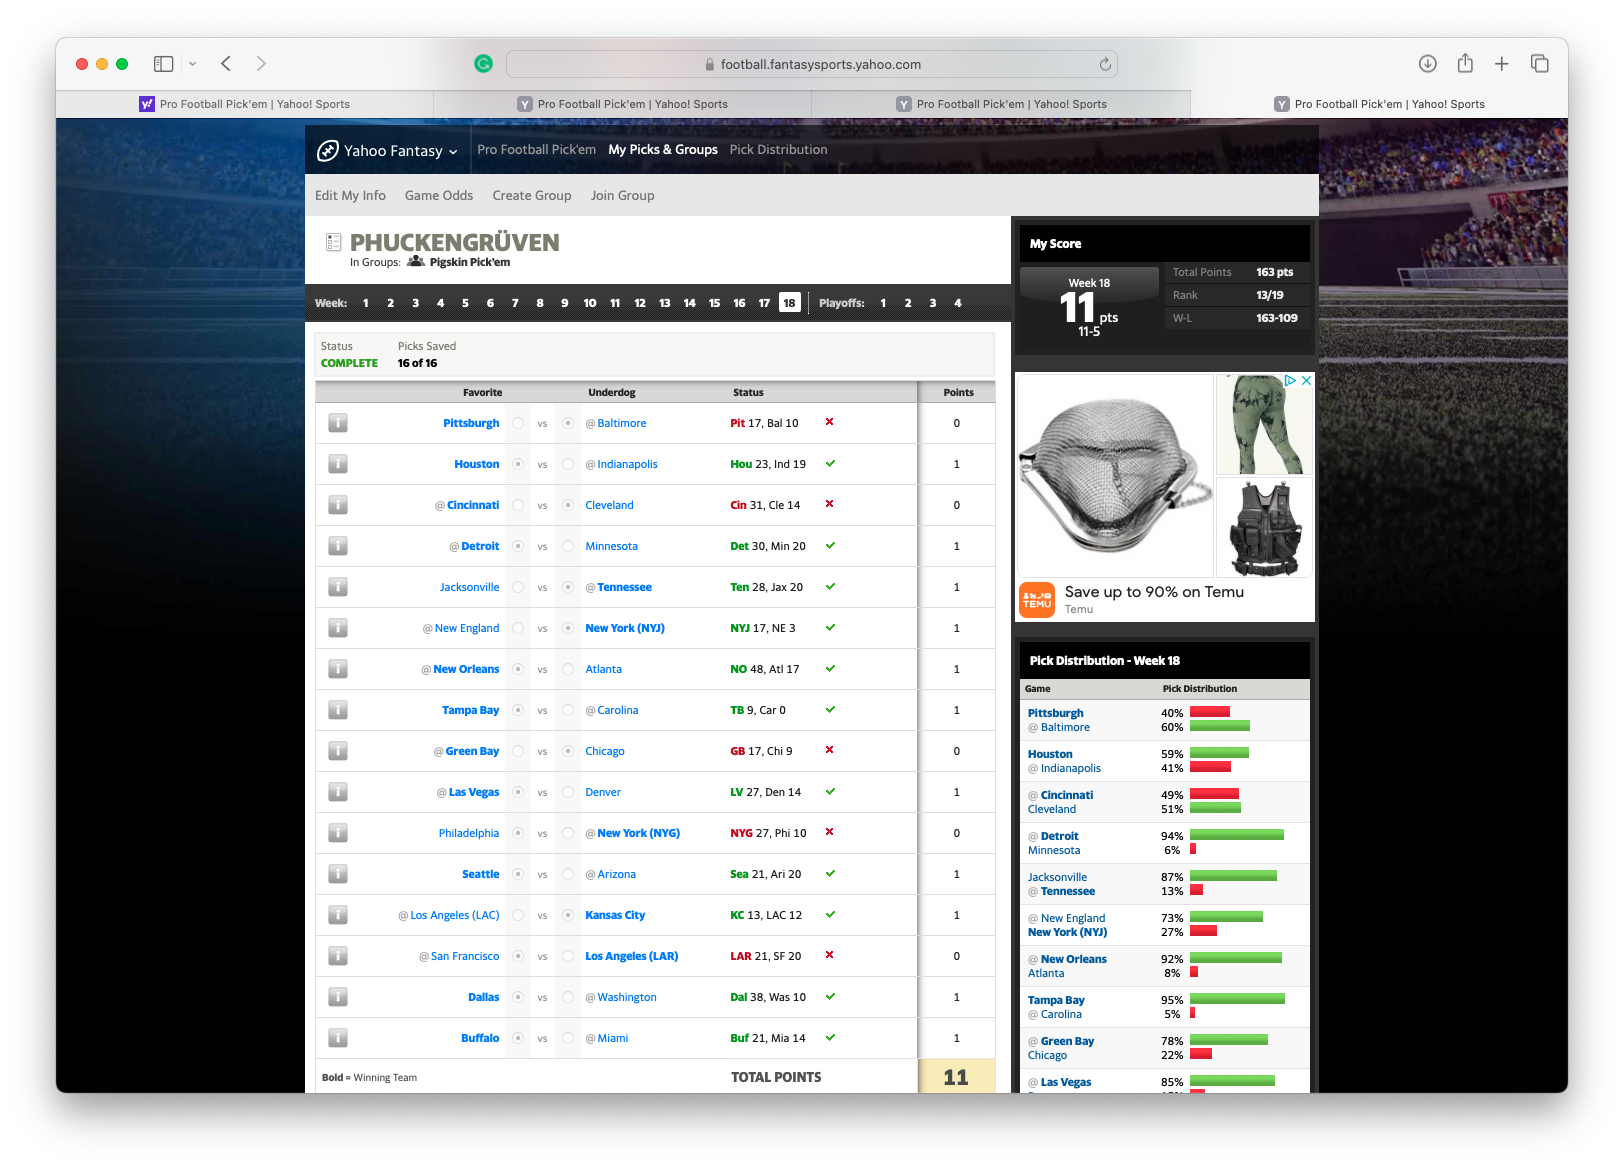 football.fantasysports.yahoo.com
y! Pro Football Pick'em | Yahoo! Sports
Y Pro Football Pick'em | Yahoo! Sports
Y Pro Football Pick'em | Yahoo! Sports
Y Pro Football Pick'em | Yahoo! Sports
Yahoo Fantasy Pro Football Pick'em My Picks & Groups Pick Distribution
Edit My Info Game Odds Create Group Join Group
PHUCKENGRÜVEN
In Groups: Pigskin Pick'em
Week: 1 2 3 4 5 6 7 8 9 10 11 12 13 14 15 16 17 18 Playoffs: 1 2 3 4
Status Picks Saved
COMPLETE 16 of 16
Favorite Underdog Status Points
i Pittsburgh vs @ Baltimore Pit 17, Bal 10 0
i Houston vs @ Indianapolis Hou 23, Ind 19 1
i @ Cincinnati vs Cleveland Cin 31, Cle 14 0
i @ Detroit vs Minnesota Det 30, Min 20 1
i Jacksonville vs @ Tennessee Ten 28, Jax 20 1
i @ New England vs New York (NYJ) NYJ 17, NE 3 1
i @ New Orleans vs Atlanta NO 48, Atl 17 1
i Tampa Bay vs @ Carolina TB 9, Car 0 1
i @ Green Bay vs Chicago GB 17, Chi 9 0
i @ Las Vegas vs Denver LV 27, Den 14 1
i Philadelphia vs @ New York (NYG) NYG 27, Phi 10 0
i Seattle vs @ Arizona Sea 21, Ari 20 1
i @ Los Angeles (LAC) vs Kansas City KC 13, LAC 12 1
i @ San Francisco vs Los Angeles (LAR) LAR 21, SF 20 0
i Dallas vs @ Washington Dal 38, Was 10 1
i Buffalo vs @ Miami Buf 21, Mia 14 1
Bold = Winning Team TOTAL POINTS 11
My Score
Week 18
11 pts
11-5
Total Points 163 pts
Rank 13/19
W-L 163-109
TEMU
Save up to 90% on Temu
Temu
Pick Distribution - Week 18
Game Pick Distribution
Pittsburgh 40%
@ Baltimore 60%
Houston 59%
@ Indianapolis 41%
@ Cincinnati 49%
Cleveland 51%
@ Detroit 94%
Minnesota 6%
Jacksonville 87%
@ Tennessee 13%
@ New England 73%
New York (NYJ) 27%
@ New Orleans 92%
Atlanta 8%
Tampa Bay 95%
@ Carolina 5%
@ Green Bay 78%
Chicago 22%
@ Las Vegas 85%